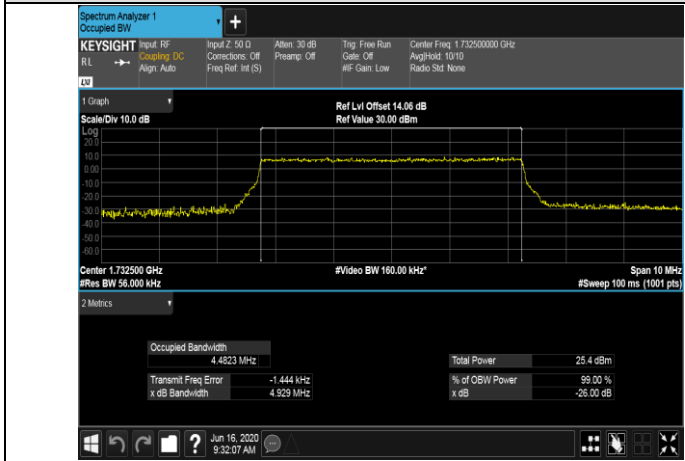 Spectrum Analyzer 1
Occupied BW
+
KEYSIGHT
RL
LXI
Input: RF
Coupling: DC
Align: Auto
Input Z: 50 Ω
Corrections: Off
Freq Ref: Int (S)
Atten: 30 dB
Preamp: Off
Trig: Free Run
Gate: Off
#IF Gain: Low
Center Freq: 1.732500000 GHz
Avg|Hold: 10/10
Radio Std: None
1 Graph
Scale/Div 10.0 dB
Ref Lvl Offset 14.06 dB
Ref Value 30.00 dBm
Log
20.0
10.0
0.00
-10.0
-20.0
-30.0
-40.0
-50.0
-60.0
Center 1.732500 GHz
#Res BW 56.000 kHz
#Video BW 160.00 kHz*
Span 10 MHz
#Sweep 100 ms (1001 pts)
2 Metrics
Occupied Bandwidth
4.4823 MHz
Total Power 25.4 dBm
Transmit Freq Error -1.444 kHz
% of OBW Power 99.00 %
x dB Bandwidth 4.929 MHz
x dB -26.00 dB
?
Jun 16, 2020
9:32:07 AM